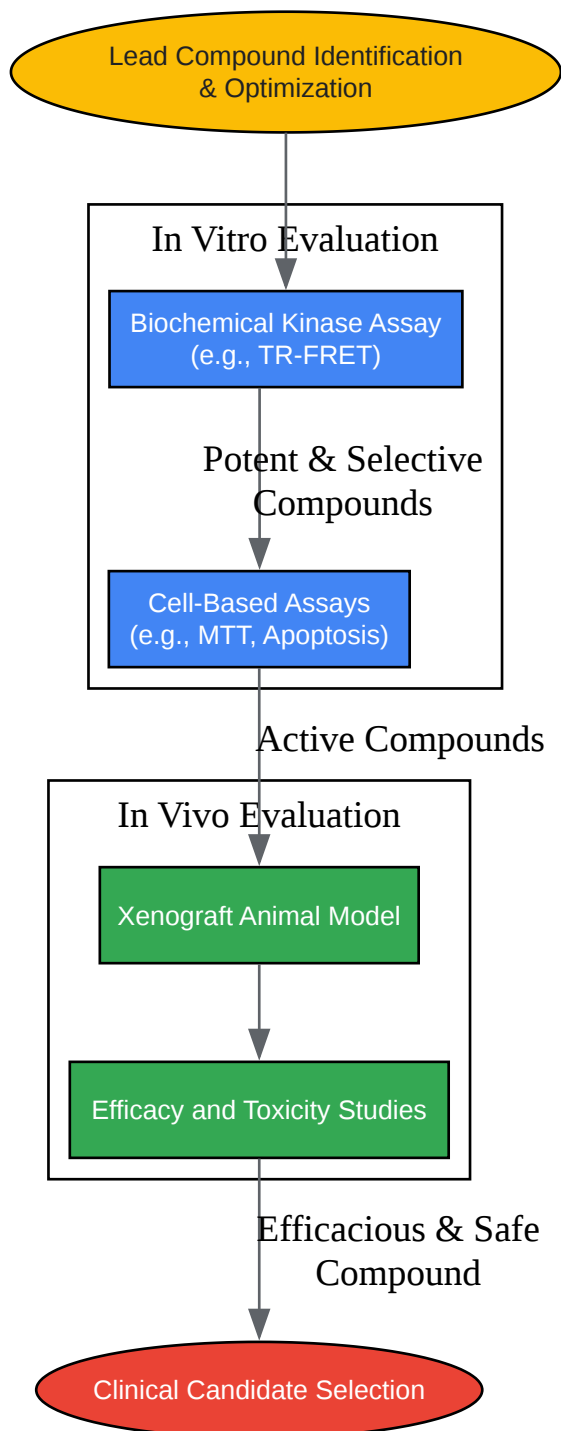 Lead Compound Identification
& Optimization
In Vitro Evaluation
Biochemical Kinase Assay
(e.g., TR-FRET)
Potent & Selective
Compounds
Cell-Based Assays
(e.g., MTT, Apoptosis)
Active Compounds
In Vivo Evaluation
Xenograft Animal Model
Efficacy and Toxicity Studies
Efficacious & Safe
Compound
Clinical Candidate Selection